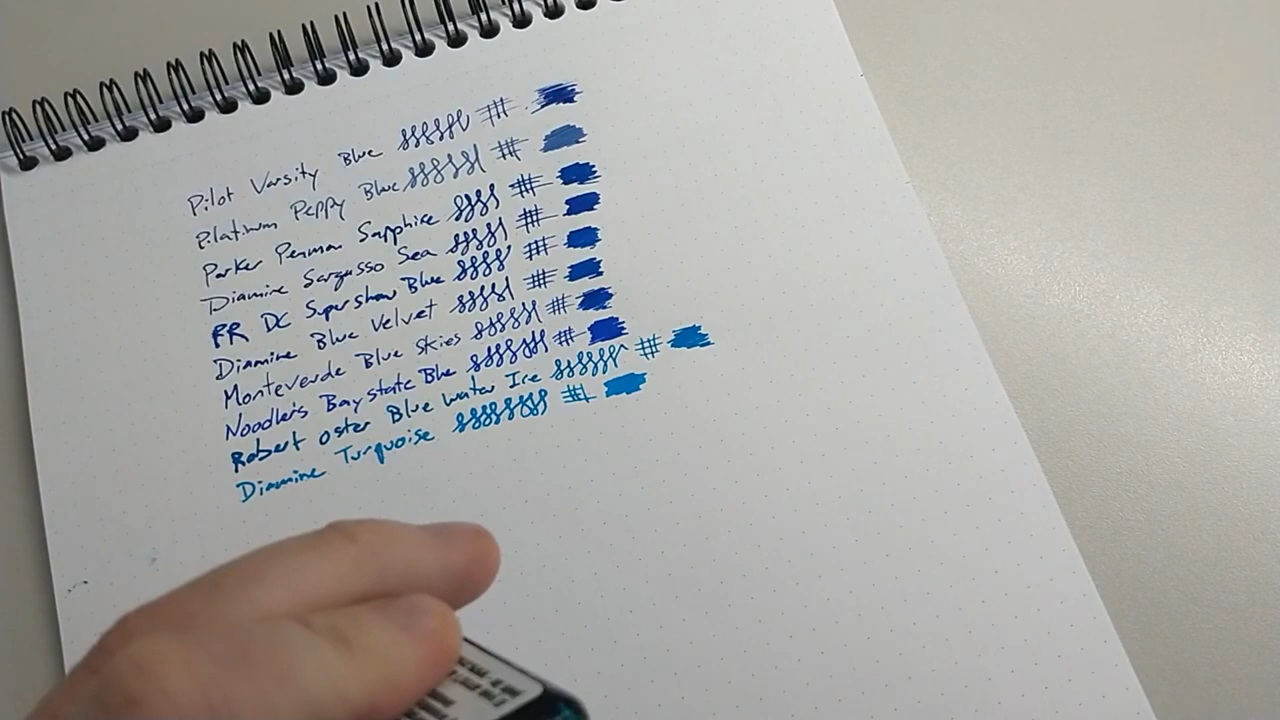 Pilot Varsity Blue
Platinum Peppy Blue
Parker Penman Sapphire
Diamine Sargusso Sea
FR DC Supershow Blue
Diamine Blue Velvet
Monteverde Blue Skies
Noodler's Baystate Blue
Robert Oster Blue Water Ice
Diamine Turquoise